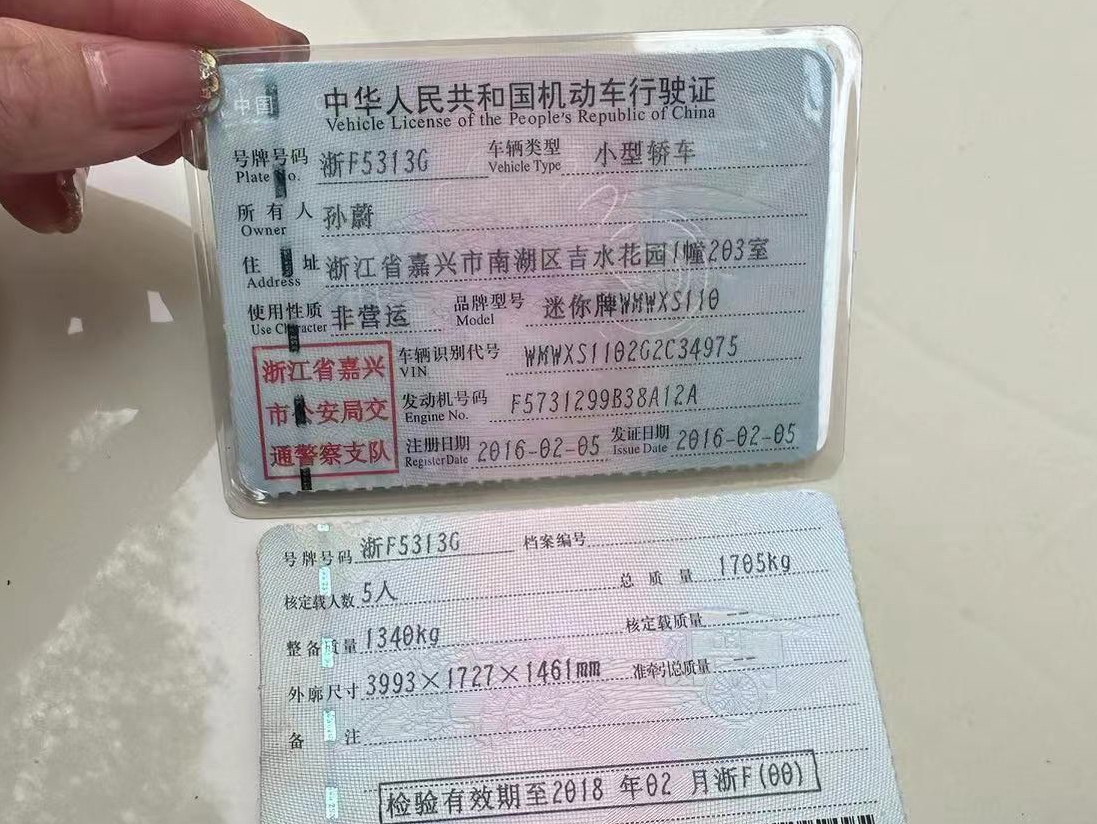 中国
中华人民共和国机动车行驶证
Vehicle License of the People's Republic of China
号牌号码 浙F5313G 车辆类型 小型轿车
Plate No. Vehicle Type
所有人 孙蔚
Owner
住址 浙江省嘉兴市南湖区吉水花园1幢203室
Address
使用性质 非营运 品牌型号 迷你牌WMWXS110
Use Character Model
浙江省嘉兴
市公安局交
通警察支队
车辆识别代号 WMWXS1102G2C34975
VIN
发动机号码 F5731299B38A12A
Engine No.
注册日期 2016-02-05 发证日期 2016-02-05
Register Date Issue Date
号牌号码 浙F5313G 档案编号
核定载人数 5人 总质量 1705kg
整备质量 1340kg 核定载质量 --
外廓尺寸 3993×1727×1461mm 准牵引总质量 --
备注
检验有效期至2018 年02 月浙F(00)